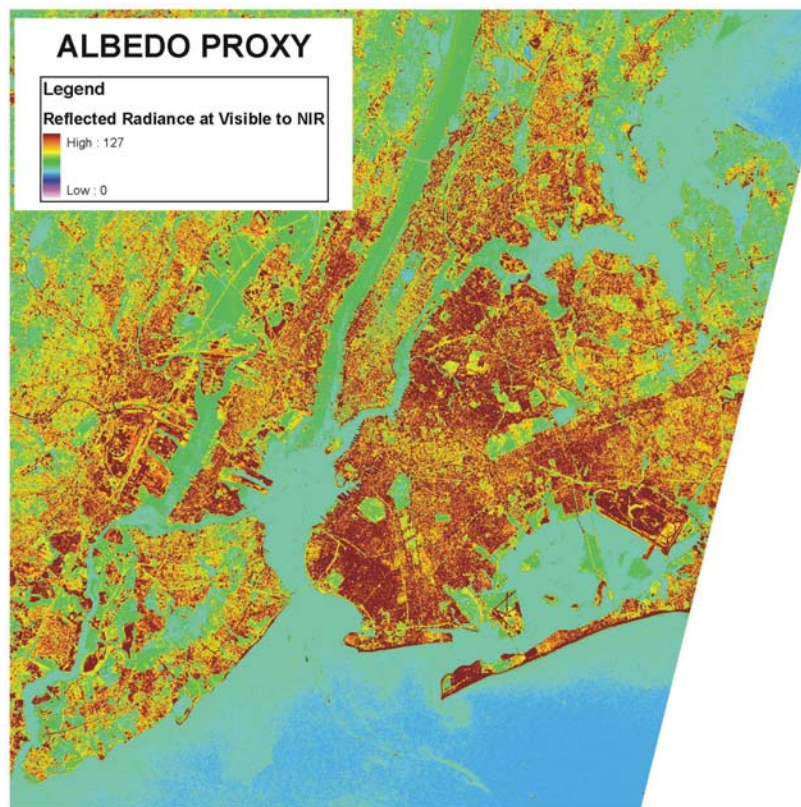 ALBEDO PROXY
Legend
Reflected Radiance at Visible to NIR
High : 127
Low : 0